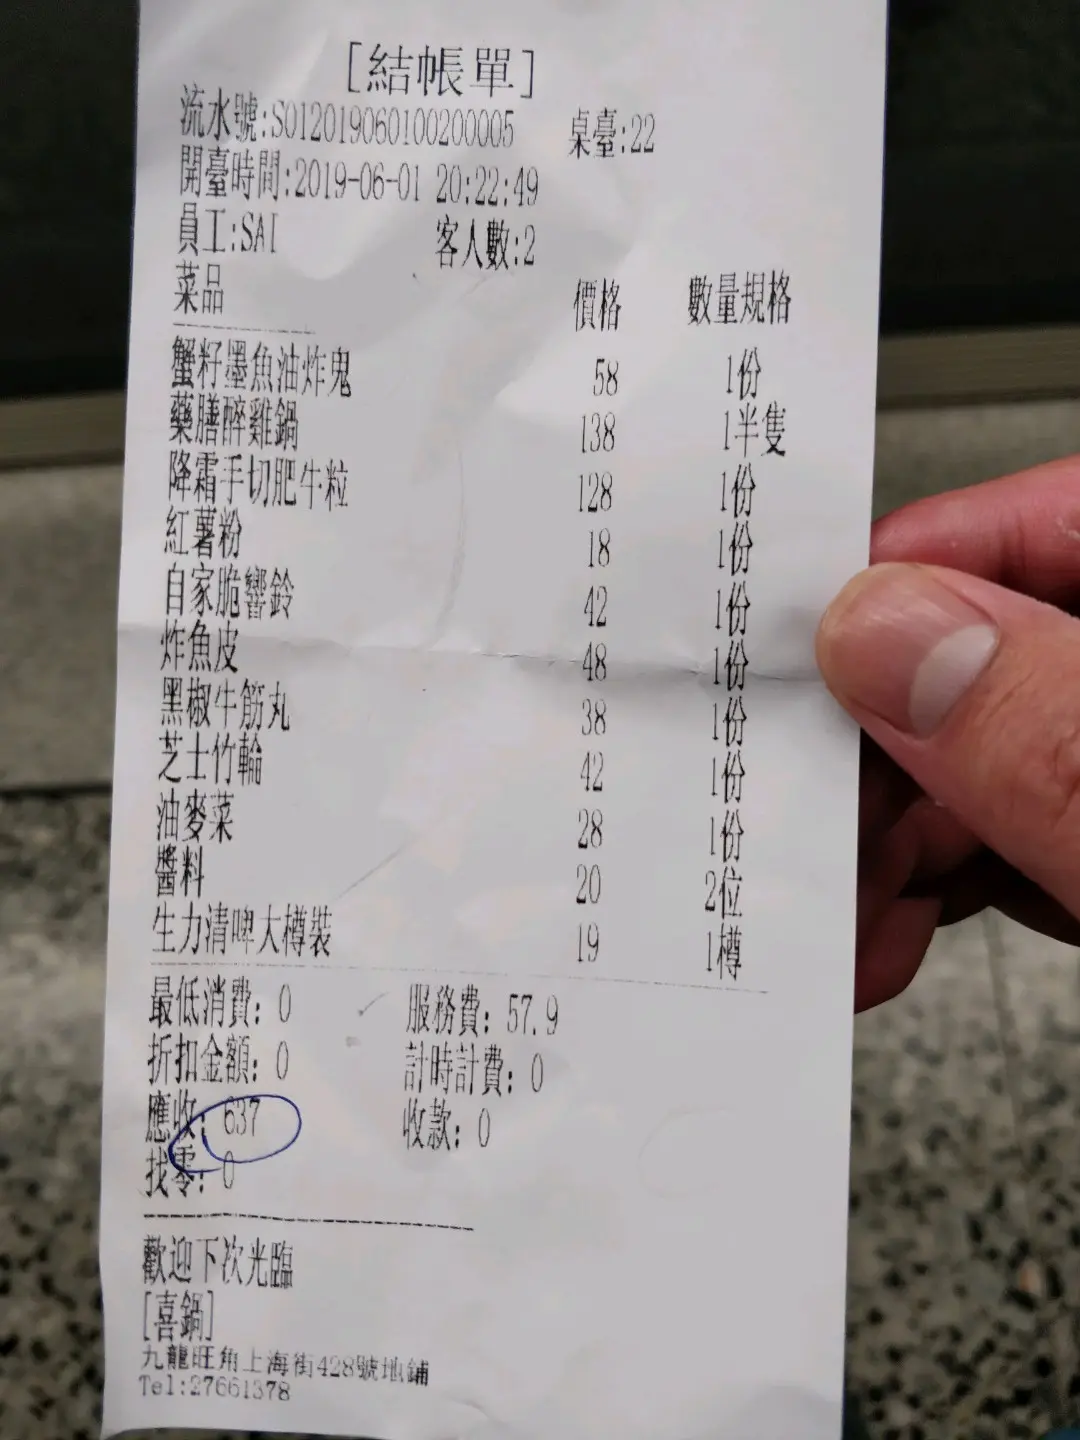 [結帳單]
流水號:S012019060100200005 桌臺:22
開臺時間:2019-06-01 20:22:49
員工:SAI 客人數:2
菜品 價格 數量規格
蟹籽墨魚油炸鬼 58 1份
藥膳醉雞鍋 138 1半隻
降霜手切肥牛粒 128 1份
紅薯粉 18 1份
自家脆響鈴 42 1份
炸魚皮 48 1份
黑椒牛筋丸 38 1份
芝士竹輪 42 1份
油麥菜 28 1份
醬料 20 2位
生力清啤大樽裝 19 1樽
最低消費: 0 服務費: 57.9
折扣金額: 0 計時計費: 0
應收: 637 收款: 0
找零: 0
歡迎下次光臨
[喜鍋]
九龍旺角上海街428號地鋪
Tel:27661378